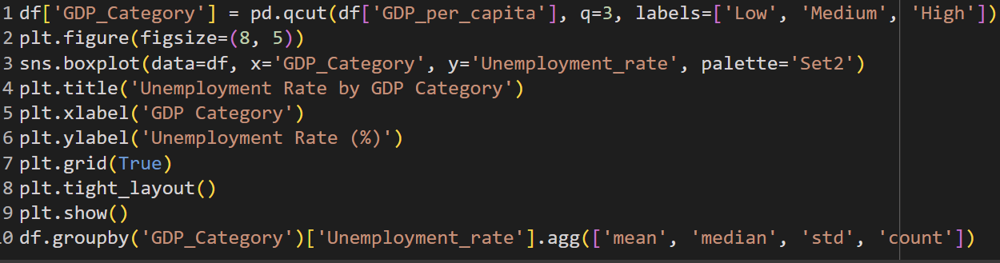 1 df['GDP_Category'] = pd.qcut(df['GDP_per_capita'], q=3, labels=['Low', 'Medium', 'High'])
2 plt.figure(figsize=(8, 5))
3 sns.boxplot(data=df, x='GDP_Category', y='Unemployment_rate', palette='Set2')
4 plt.title('Unemployment Rate by GDP Category')
5 plt.xlabel('GDP Category')
6 plt.ylabel('Unemployment Rate (%)')
7 plt.grid(True)
8 plt.tight_layout()
9 plt.show()
10 df.groupby('GDP_Category')['Unemployment_rate'].agg(['mean', 'median', 'std', 'count'])